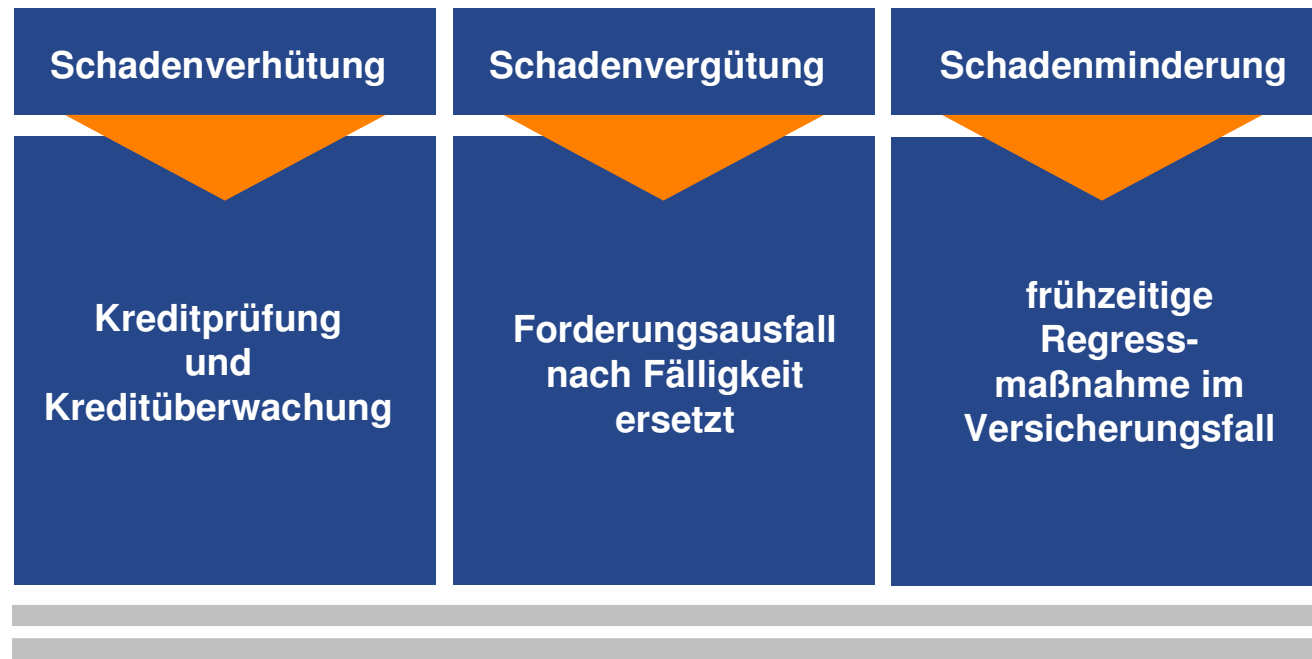 Schadenverhütung
Schadenvergütung
Schadenminderung
Kreditprüfung
und
Kreditüberwachung
Forderungsausfall
nach Fälligkeit
ersetzt
frühzeitige
Regress-
maßnahme im
Versicherungsfall